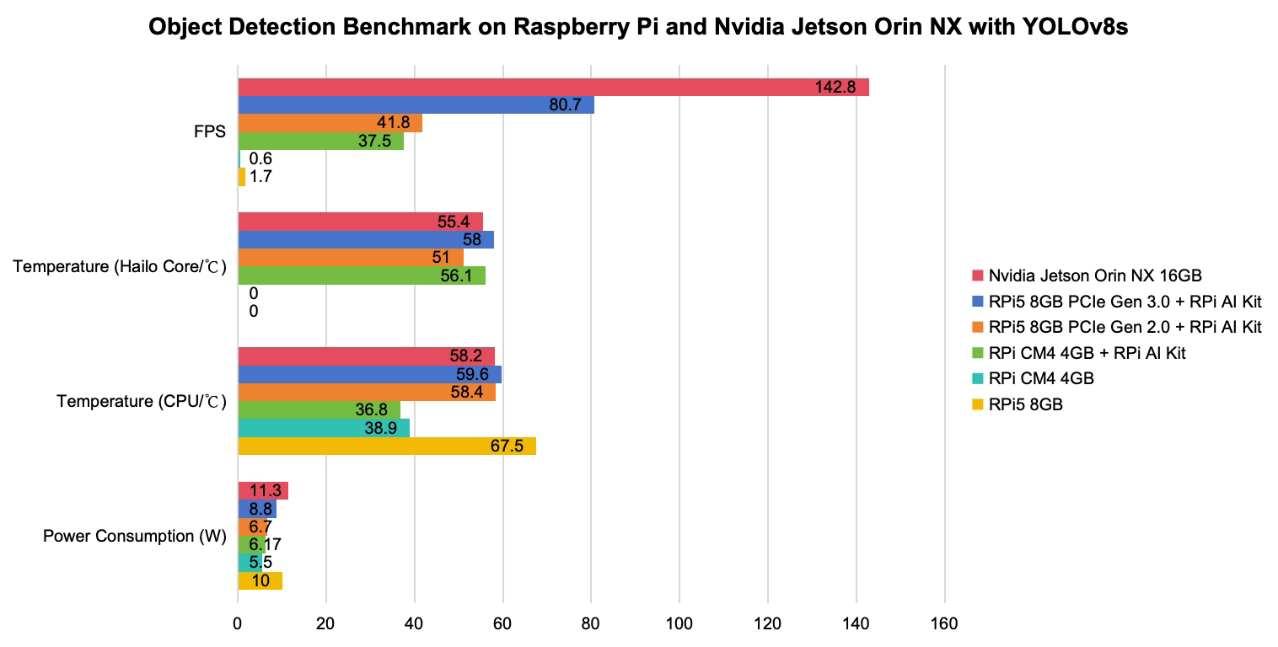 Object Detection Benchmark on Raspberry Pi and Nvidia Jetson Orin NX with YOLOv8s
FPS
142.8
80.7
41.8
37.5
0.6
1.7
Temperature (Hailo Core/℃)
55.4
58
51
56.1
0
0
Temperature (CPU/℃)
58.2
59.6
58.4
36.8
38.9
67.5
Power Consumption (W)
11.3
8.8
6.7
6.17
5.5
10
0 20 40 60 80 100 120 140 160
Nvidia Jetson Orin NX 16GB
RPi5 8GB PCIe Gen 3.0 + RPi AI Kit
RPi5 8GB PCIe Gen 2.0 + RPi AI Kit
RPi CM4 4GB + RPi AI Kit
RPi CM4 4GB
RPi5 8GB